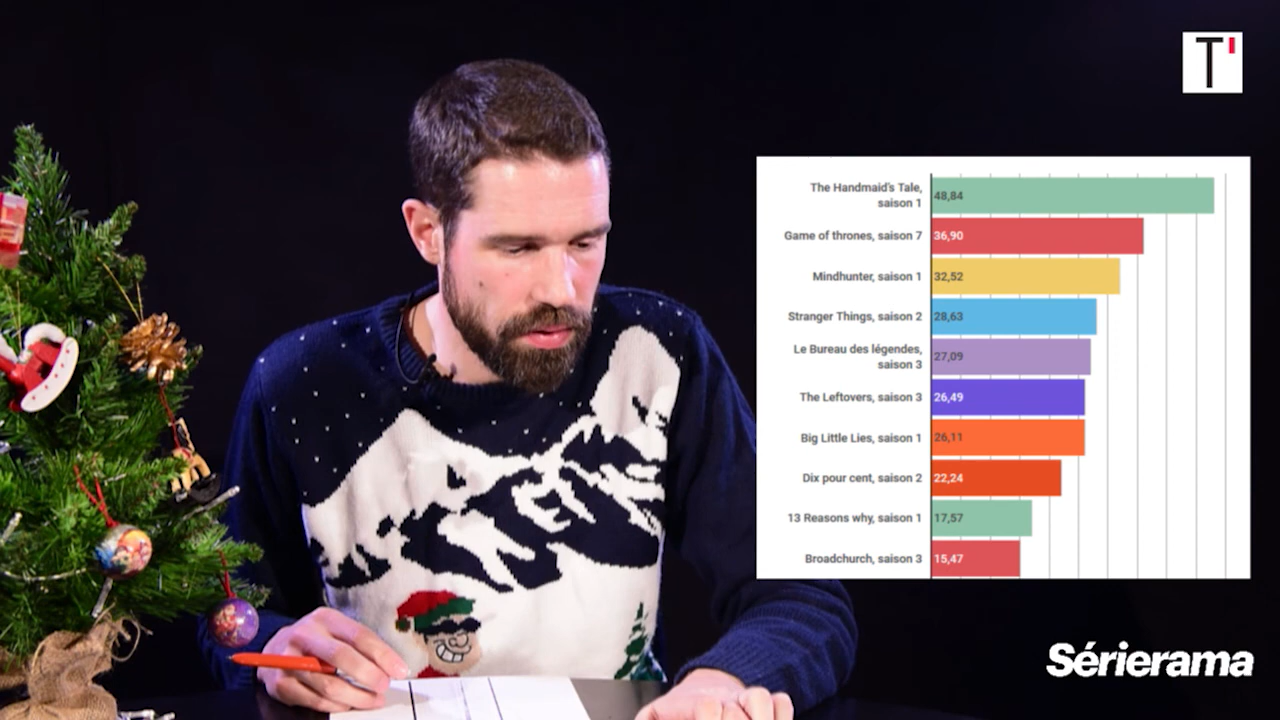 T'
The Handmaid's Tale,
saison 1
48,84
Game of thrones, saison 7
36,90
Mindhunter, saison 1
32,52
Stranger Things, saison 2
28,63
Le Bureau des légendes,
saison 3
27,09
The Leftovers, saison 3
26,49
Big Little Lies, saison 1
26,11
Dix pour cent, saison 2
22,24
13 Reasons why, saison 1
17,57
Broadchurch, saison 3
15,47
Sérierama